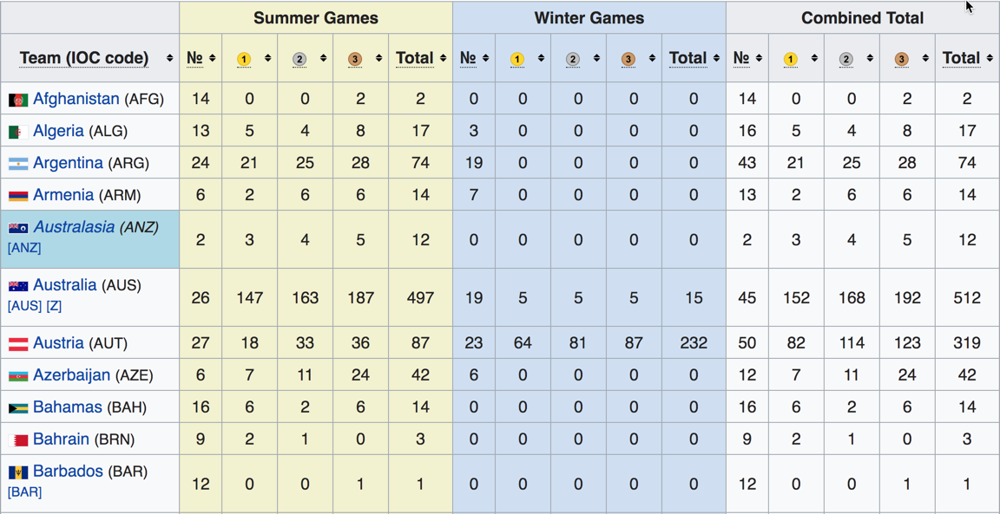 Summer Games Winter Games Combined Total
Team (IOC code) № 1 2 3 Total № 1 2 3 Total № 1 2 3 Total
Afghanistan (AFG) 14 0 0 2 2 0 0 0 0 0 14 0 0 2 2
Algeria (ALG) 13 5 4 8 17 3 0 0 0 0 16 5 4 8 17
Argentina (ARG) 24 21 25 28 74 19 0 0 0 0 43 21 25 28 74
Armenia (ARM) 6 2 6 6 14 7 0 0 0 0 13 2 6 6 14
Australasia (ANZ)
[ANZ] 2 3 4 5 12 0 0 0 0 0 2 3 4 5 12
Australia (AUS)
[AUS] [Z] 26 147 163 187 497 19 5 5 5 15 45 152 168 192 512
Austria (AUT) 27 18 33 36 87 23 64 81 87 232 50 82 114 123 319
Azerbaijan (AZE) 6 7 11 24 42 6 0 0 0 0 12 7 11 24 42
Bahamas (BAH) 16 6 2 6 14 0 0 0 0 0 16 6 2 6 14
Bahrain (BRN) 9 2 1 0 3 0 0 0 0 0 9 2 1 0 3
Barbados (BAR)
[BAR] 12 0 0 1 1 0 0 0 0 0 12 0 0 1 1